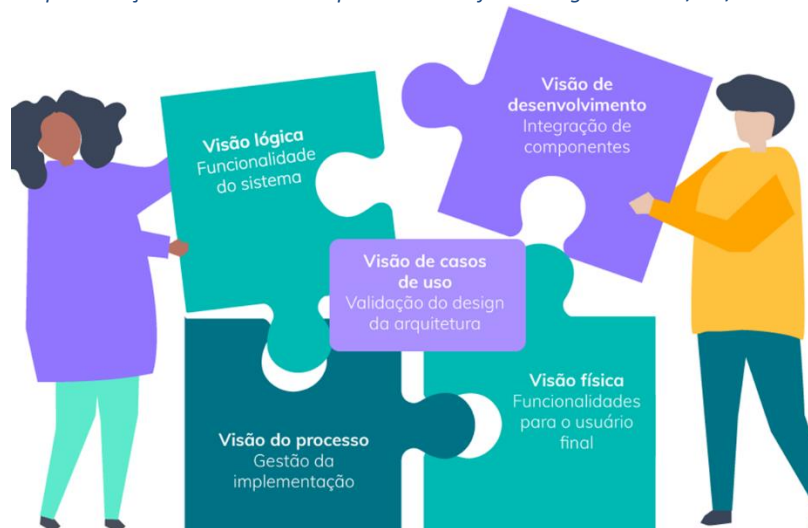 Visão lógica
Funcionalidade
do sistema
Visão de
desenvolvimento
Integração de
componentes
Visão de casos
de uso
Validação do design
da arquitetura
Visão do processo
Gestão da
implementação
Visão física
Funcionalidades
para o usuário
final